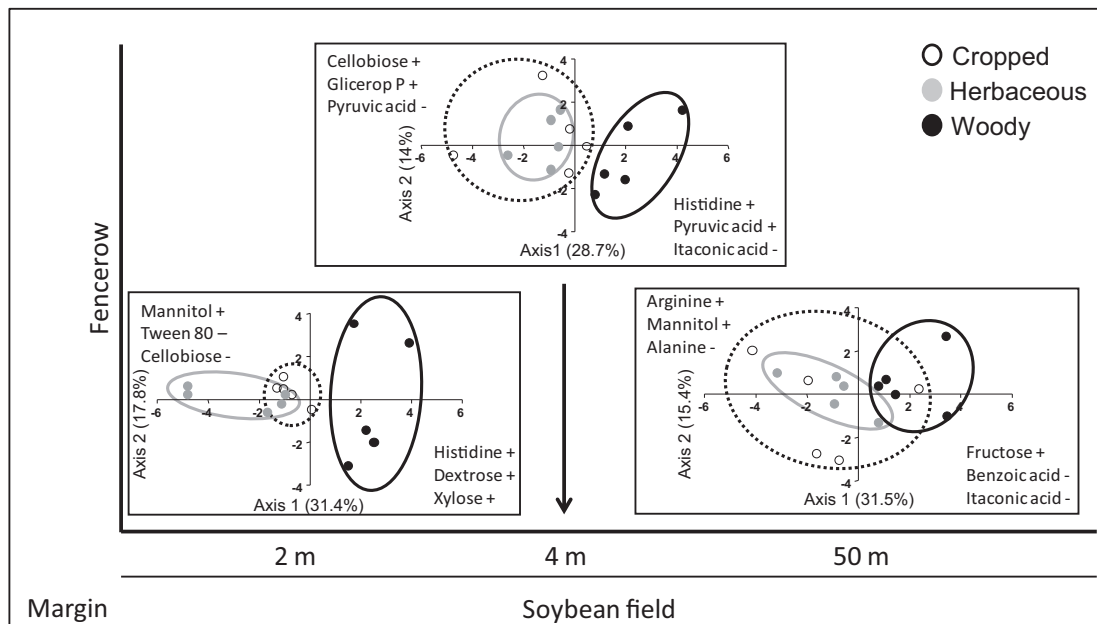 Cropped
Herbaceous
Woody
Fencerow
Cellobiose +
Glicerop P +
Pyruvic acid -
4
2
-6
-4
-2
2
4
6
-2
-4
Axis 2 (14%)
Axis1 (28.7%)
Histidine +
Pyruvic acid +
Itaconic acid -
Mannitol +
Tween 80 –
Cellobiose -
4
2
0
-6
-4
-2
0
2
4
6
-2
-4
Axis 2 (17.8%)
Axis 1 (31.4%)
Histidine +
Dextrose +
Xylose +
Arginine +
Mannitol +
Alanine -
4
2
-6
-4
-2
0
2
4
6
-2
-4
Axis 2 (15.4%)
Axis 1 (31.5%)
Fructose +
Benzoic acid -
Itaconic acid -
2 m
4 m
50 m
Margin
Soybean field